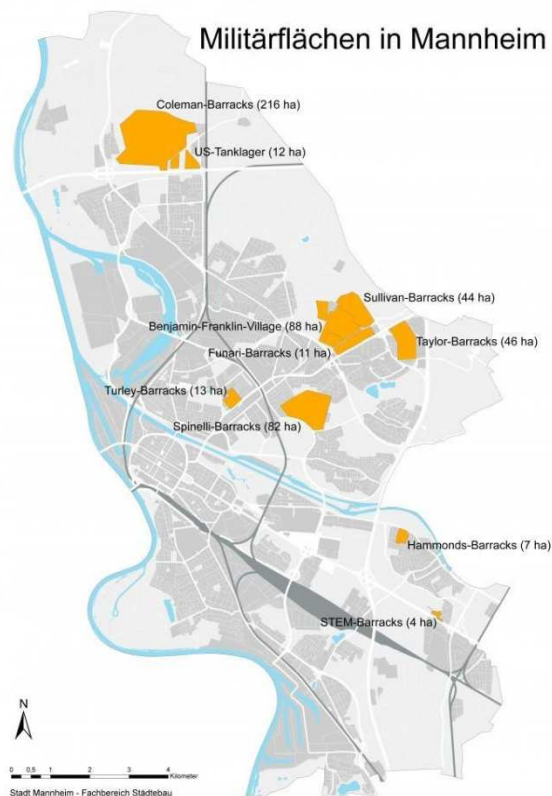 Militärflächen in Mannheim
Coleman-Barracks (216 ha)
US-Tanklager (12 ha)
Sullivan-Barracks (44 ha)
Benjamin-Franklin-Village (88 ha)
Taylor-Barracks (46 ha)
Funari-Barracks (11 ha)
Turley-Barracks (13 ha)
Spinelli-Barracks (82 ha)
Hammonds-Barracks (7 ha)
STEM-Barracks (4 ha)
N
0 0,5 1 2 3 4
Kilometer
Stadt Mannheim - Fachbereich Städtebau